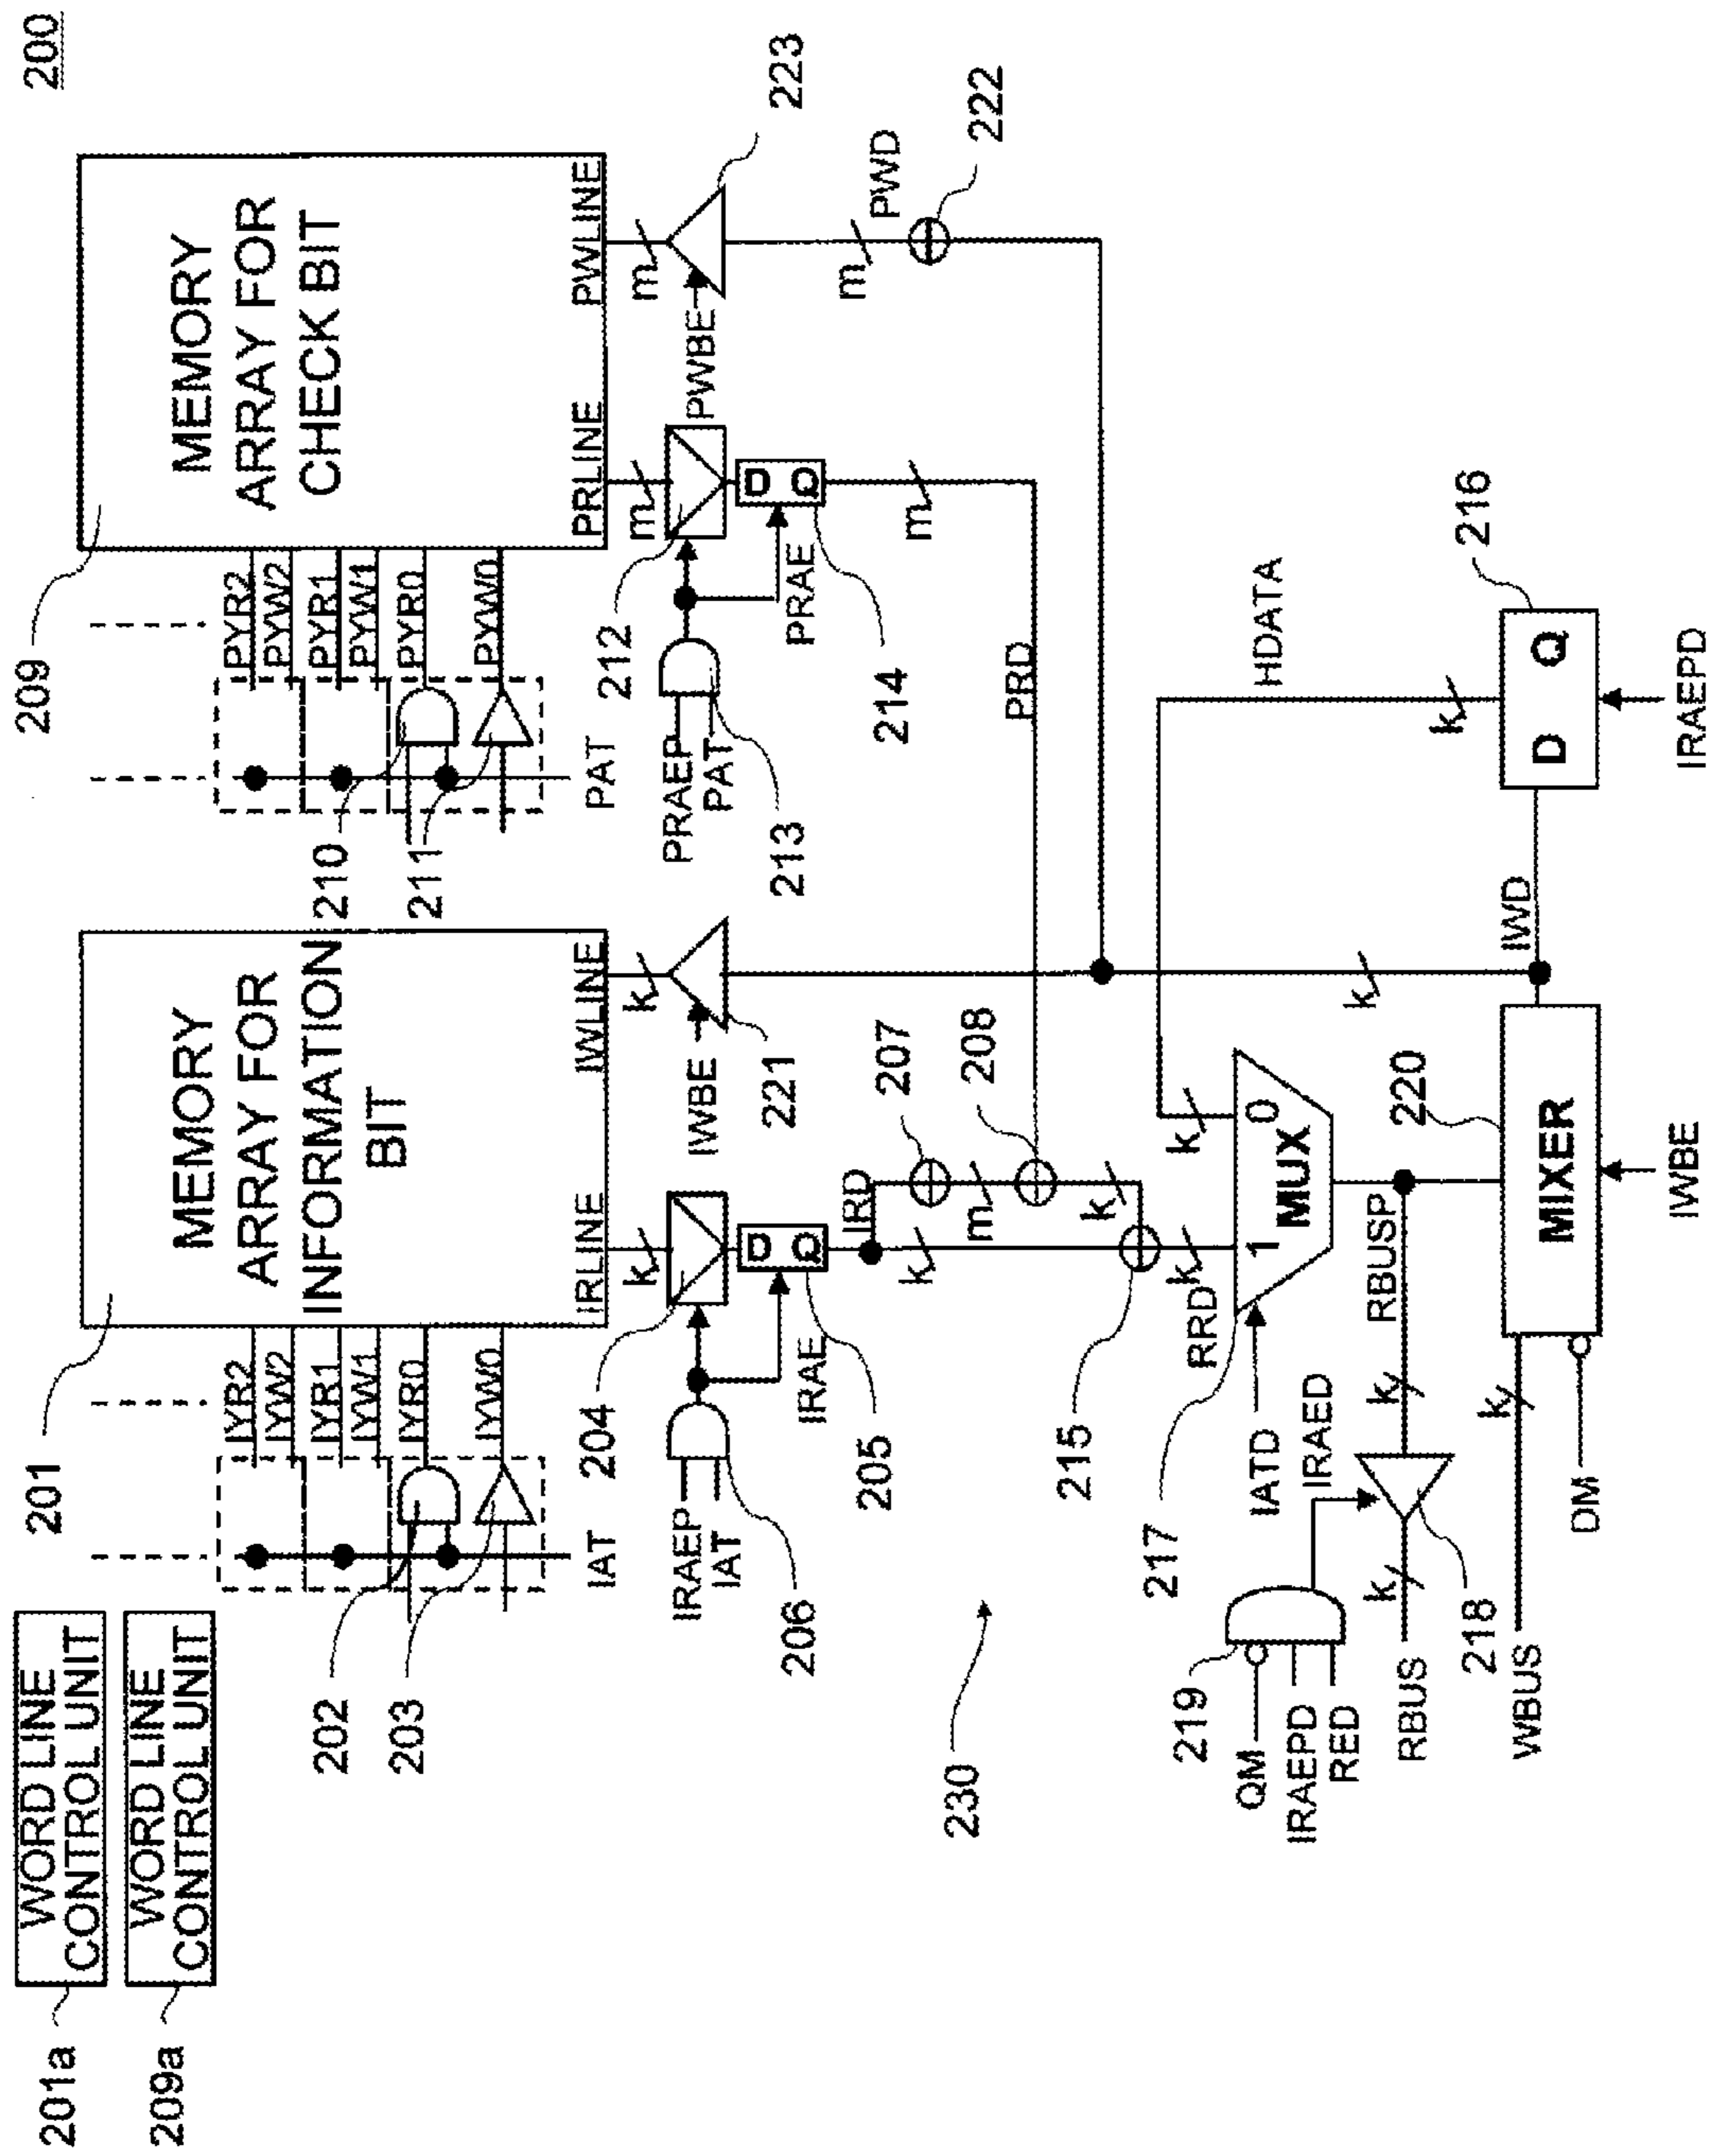 200
201a
WORD LINE
CONTROL UNIT
209a
WORD LINE
CONTROL UNIT
201
MEMORY
ARRAY FOR
INFORMATION
BIT
IYR2
IYW2
IYR1
IYW1
IYR0
IYW0
IAT
202
203
IRLINE
IWLINE
209
MEMORY
ARRAY FOR
CHECK BIT
PYR2
PYW2
PYR1
PYW1
PYR0
PYW0
PAT
210
211
PRLINE
PWLINE
204
k
k
IWBE
221
IRAEP
IAT
206
D
Q
IRAE
205
212
m
m
PWBE
223
PRAEP
PAT
213
D
Q
PRAE
214
m
m
PWD
222
IRD
207
208
k
m
k
PRD
215
RRD
k
k
HDATA
217
1
0
MUX
IATD
IRAED
230
219
QM
IRAEPD
RED
RBUSP
k
k
k
k
RBUS
218
WBUS
k
DM
220
MIXER
IWBE
IWD
D
Q
216
IRAEPD